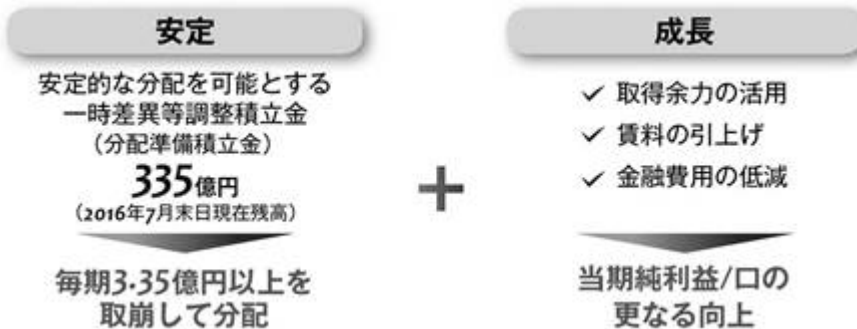 安定
安定的な分配を可能とする
一時差異等調整積立金
（分配準備積立金）
335億円
（2016年7月末日現在残高）
毎期3.35億円以上を
取崩して分配
+
成長
✓ 取得余力の活用
✓ 賃料の引上げ
✓ 金融費用の低減
当期純利益/口の
更なる向上